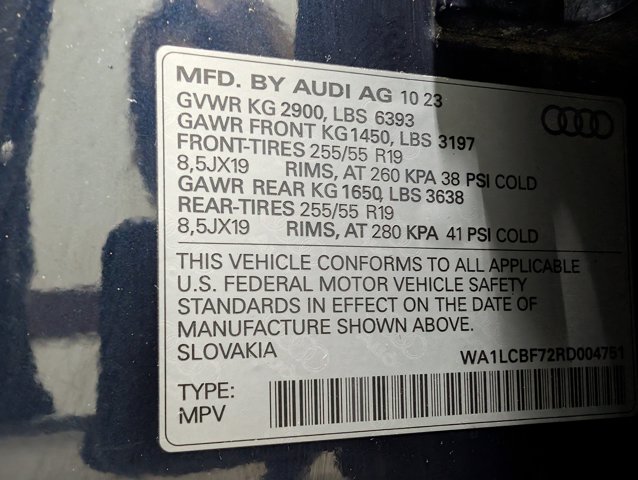 MFD. BY AUDI AG 10 23
GVWR KG 2900, LBS 6393
GAWR FRONT KG1450, LBS 3197
FRONT-TIRES 255/55 R19
8,5JX19 RIMS, AT 260 KPA 38 PSI COLD
GAWR REAR KG 1650, LBS 3638
REAR-TIRES 255/55 R19
8,5JX19 RIMS, AT 280 KPA 41 PSI COLD
THIS VEHICLE CONFORMS TO ALL APPLICABLE
U.S. FEDERAL MOTOR VEHICLE SAFETY
STANDARDS IN EFFECT ON THE DATE OF
MANUFACTURE SHOWN ABOVE.
SLOVAKIA WA1LCBF72RD004751
TYPE:
MPV